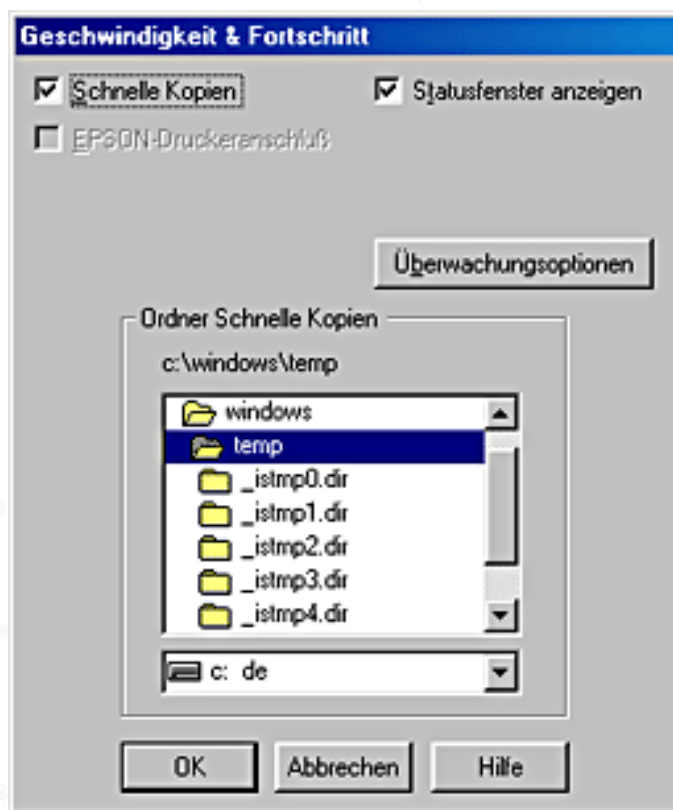 Geschwindigkeit & Fortschritt
Schnelle Kopien
Statusfenster anzeigen
EPSON-Druckeranschluß
Überwachungsoptionen
Ordner Schnelle Kopien
c:\windows\temp
windows
temp
_istmp0.dir
_istmp1.dir
_istmp2.dir
_istmp3.dir
_istmp4.dir
c: de
OK
Abbrechen
Hilfe